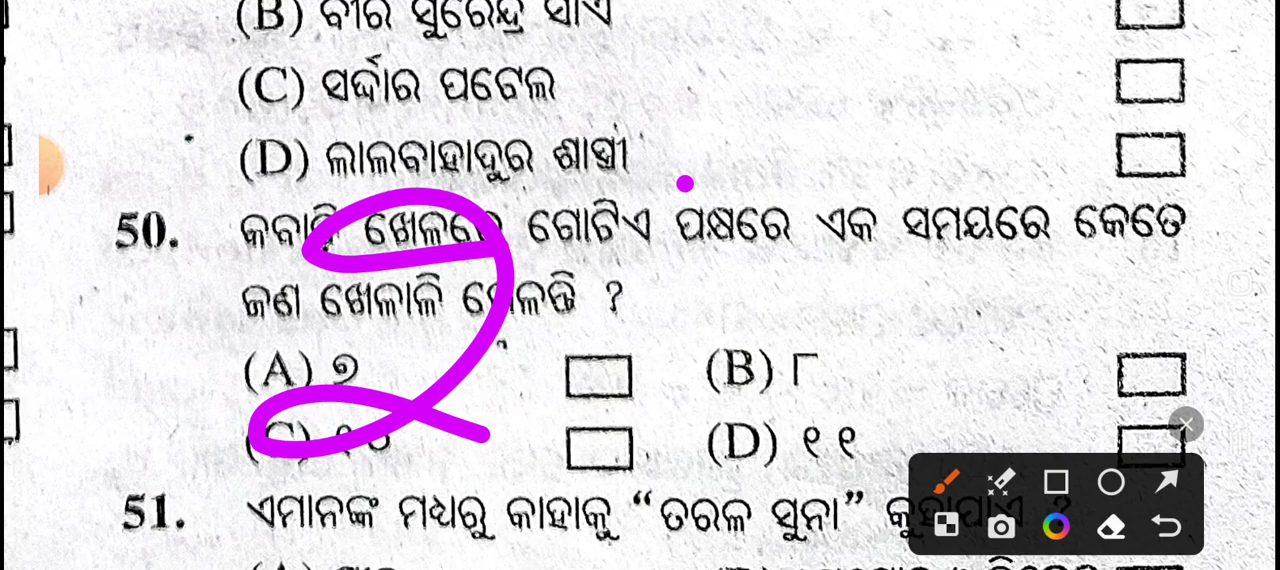 (B) ବୀର ସୁରେନ୍ଦ୍ର ସାଏ
(C) ସର୍ଦ୍ଦାର ପଟେଲ
(D) ଲାଲବାହାଦୁର ଶାସ୍ତ୍ରୀ
50. କବାଡ଼ି ଖେଳରେ ଗୋଟିଏ ପକ୍ଷରେ ଏକ ସମୟରେ କେତେ
ଜଣ ଖେଳାଳି ଖେଳନ୍ତି ?
(A) ୭ (B) ୮
(C) ୧୦ (D) ୧୧
51. ଏମାନଙ୍କ ମଧ୍ୟରୁ କାହାକୁ “ତରଳ ସୁନା” କୁହାଯାଏ ?